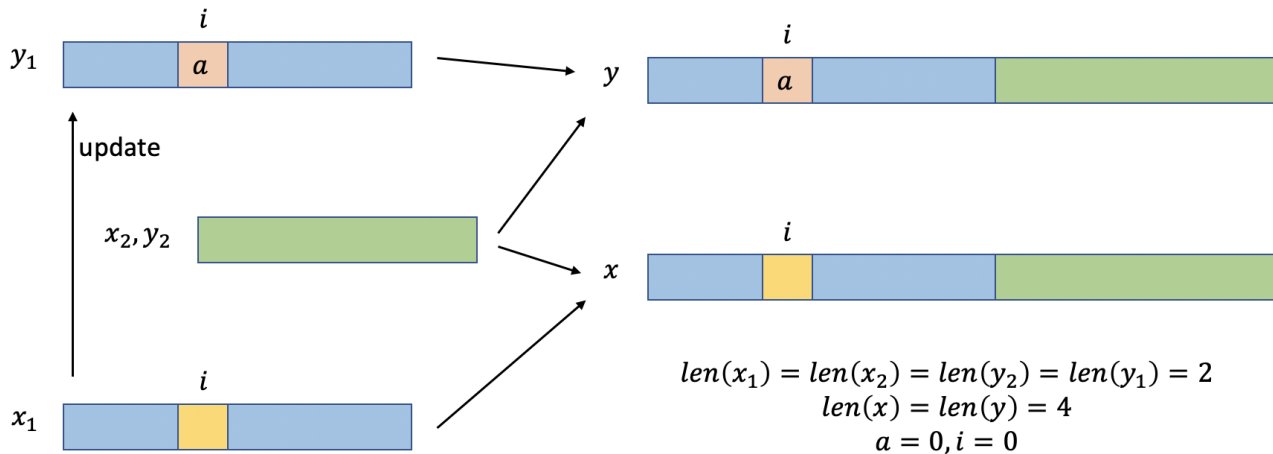 i
y₁
a
update
x₂, y₂
i
x₁
i
y
a
i
x
len(x₁) = len(x₂) = len(y₂) = len(y₁) = 2
len(x) = len(y) = 4
a = 0, i = 0